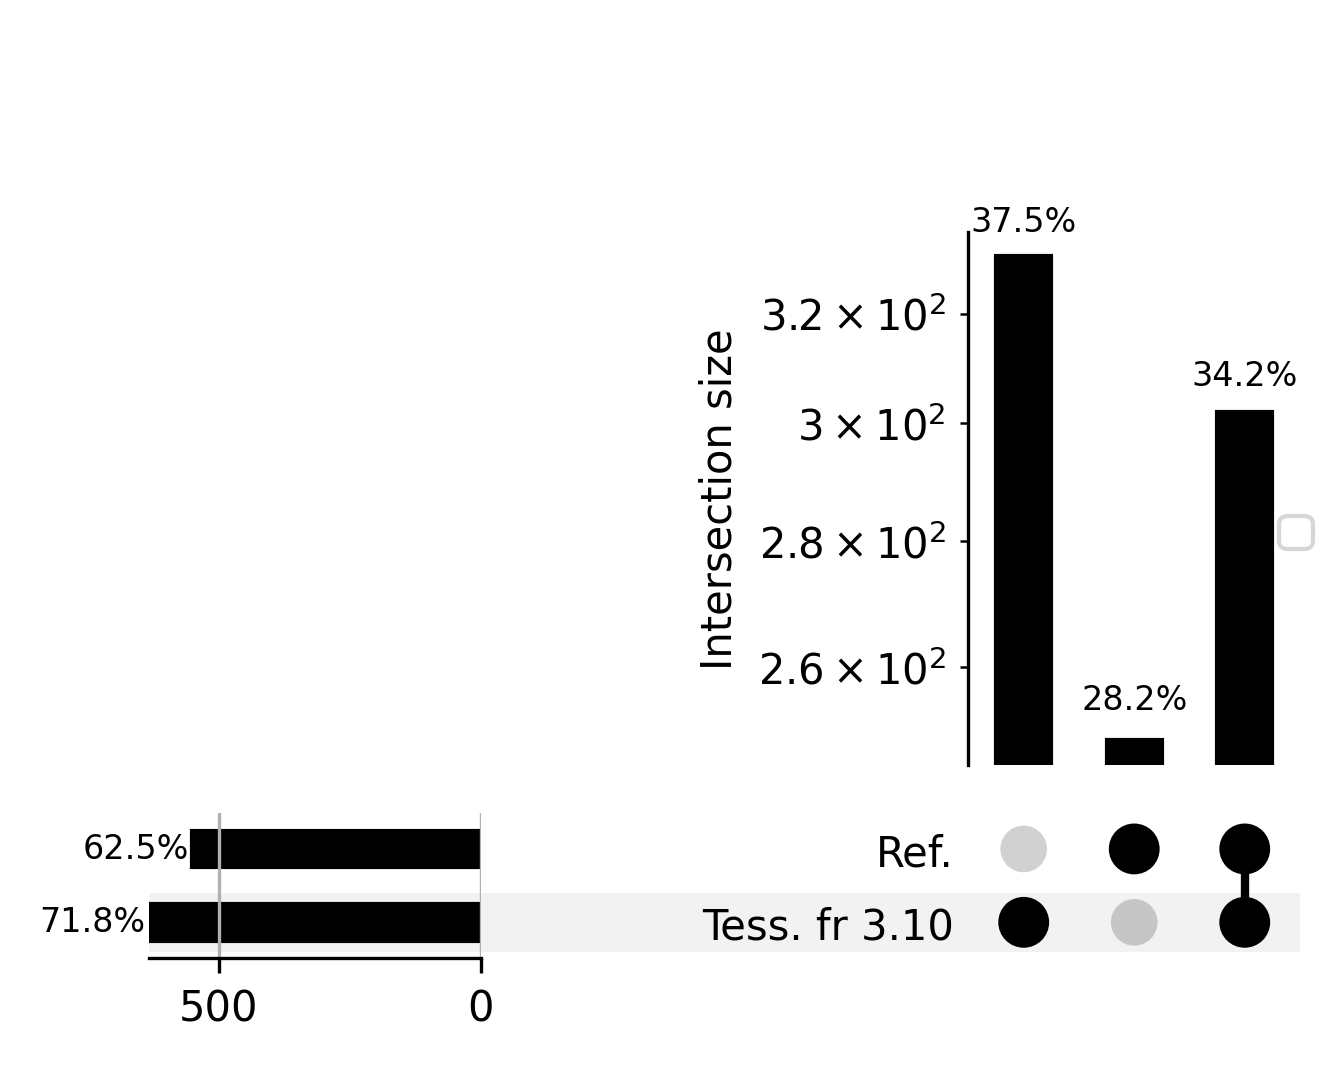 37.5%
3.2 × 10²
34.2%
3 × 10²
Intersection size
2.8 × 10²
2.6 × 10²
28.2%
62.5%
Ref.
71.8%
Tess. fr 3.10
500
0